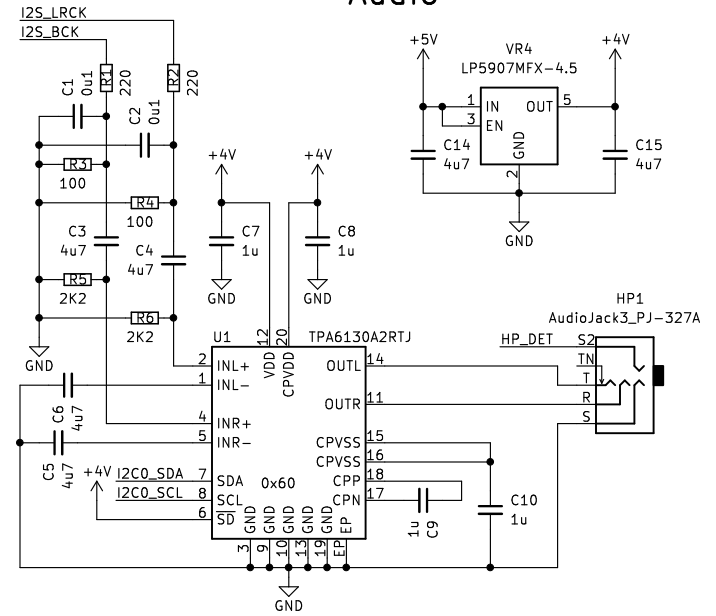 Audio
I2S_LRCK
I2S_BCK
R1
220
R2
220
C1
0u1
C2
0u1
R3
100
R4
100
C3
4u7
C4
4u7
R5
2K2
R6
2K2
GND
+4V
C7
1u
GND
+4V
C8
1u
GND
+5V
VR4
LP5907MFX-4.5
+4V
1
IN
OUT
5
3
EN
GND
2
C14
4u7
C15
4u7
GND
U1
12
20
TPA6130A2RTJ
VDD
CPVDD
2
INL+
1
INL-
4
INR+
5
INR-
I2C0_SDA
7
SDA
I2C0_SCL
8
SCL
6
SD
0x60
OUTL
14
OUTR
11
CPVSS
15
CPVSS
16
CPP
18
CPN
17
GND
GND
GND
GND
GND
EP
3
9
10
13
19
EP
C6
4u7
C5
4u7
+4V
1u
C9
C10
1u
GND
HP1
AudioJack3_PJ-327A
HP_DET
S2
TN
T
R
S